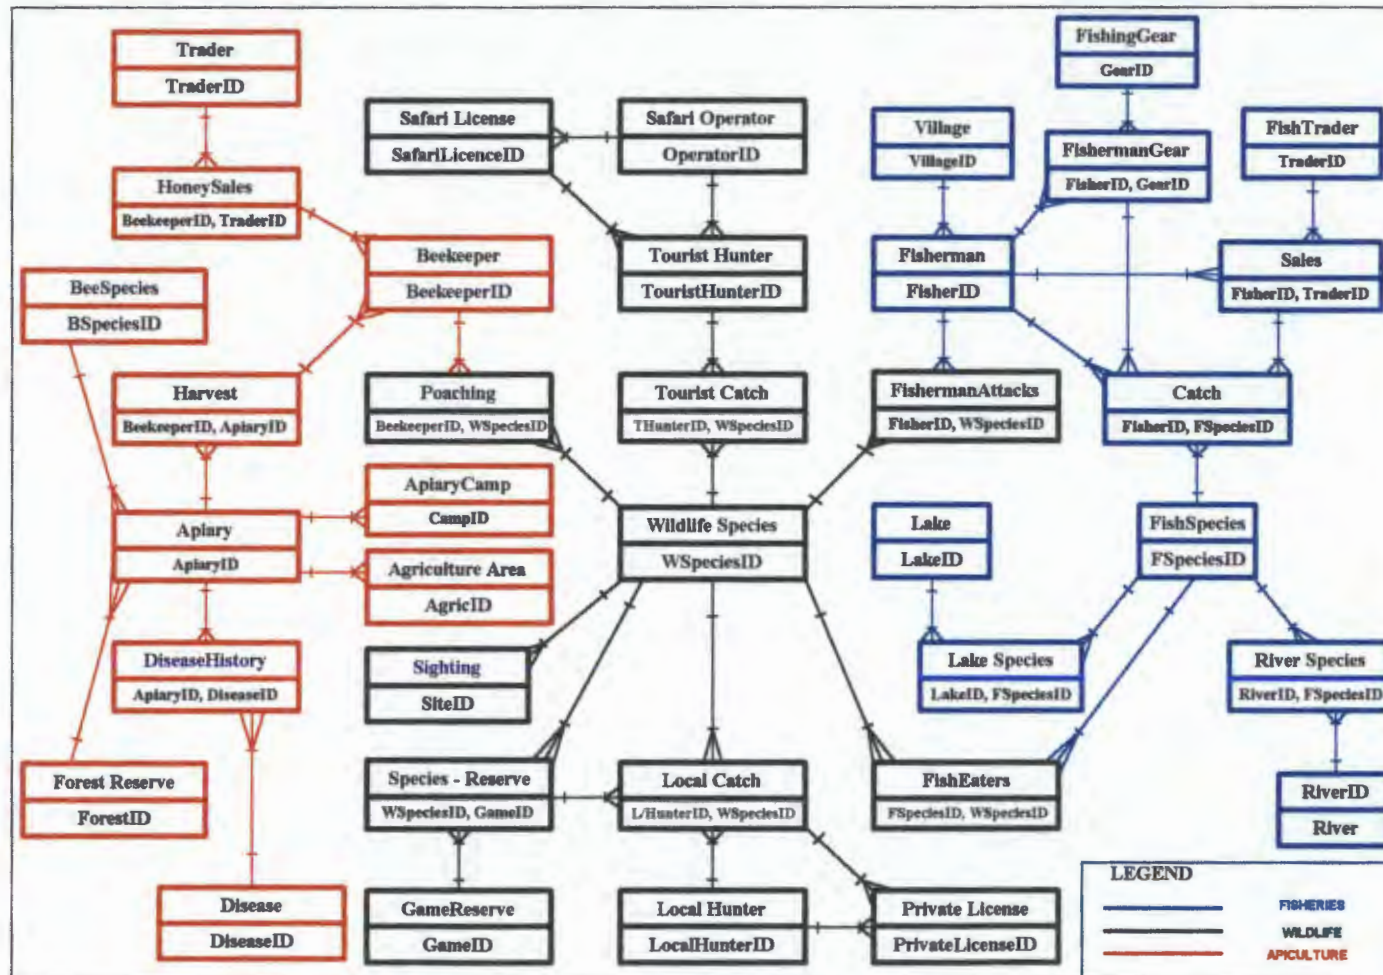 Trader
TraderID
HoneySales
BeekeeperID, TraderID
BeeSpecies
BSpeciesID
Beekeeper
BeekeeperID
Harvest
BeekeeperID, ApiaryID
Apiary
ApiaryID
ApiaryCamp
CampID
Agriculture Area
AgricID
DiseaseHistory
ApiaryID, DiseaseID
Forest Reserve
ForestID
Disease
DiseaseID
Safari License
SafariLicenceID
Safari Operator
OperatorID
Tourist Hunter
TouristHunterID
Poaching
BeekeeperID, WSpeciesID
Tourist Catch
THunterID, WSpeciesID
FishermanAttacks
FisherID, WSpeciesID
Wildlife Species
WSpeciesID
Sighting
SiteID
Species - Reserve
WSpeciesID, GameID
Local Catch
L/HunterID, WSpeciesID
FishEaters
FSpeciesID, WSpeciesID
GameReserve
GameID
Local Hunter
LocalHunterID
Private License
PrivateLicenseID
FishingGear
GearID
Village
VillageID
FishermanGear
FisherID, GearID
FishTrader
TraderID
Fisherman
FisherID
Sales
FisherID, TraderID
Catch
FisherID, FSpeciesID
Lake
LakeID
FishSpecies
FSpeciesID
Lake Species
LakeID, FSpeciesID
River Species
RiverID, FSpeciesID
RiverID
River
LEGEND
FISHERIES
WILDLIFE
APICULTURE